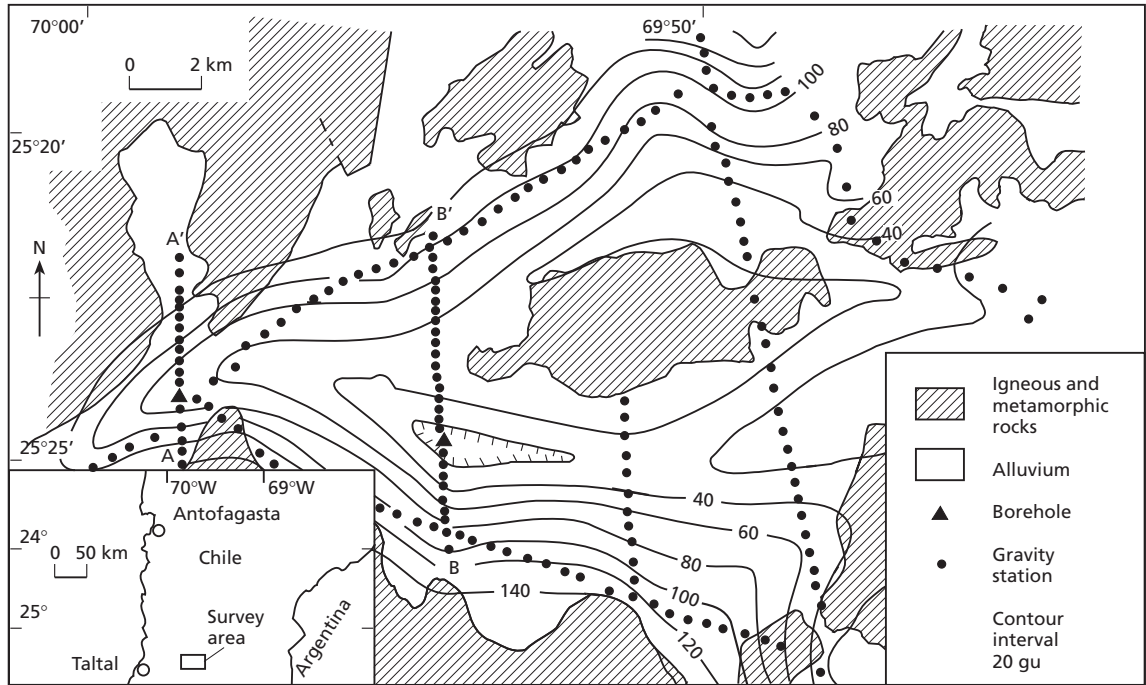 70°00’
69°50’
0 2 km
100
25°20’
80
60
A’
B’
40
N
25°25’
A
Igneous and
metamorphic
rocks
Alluvium
Borehole
Gravity
station
Contour
interval
20 gu
40
60
80
B
140
100
120
70°W 69°W
Antofagasta
24°
0 50 km
Chile
25°
Survey
area
Argentina
Taltal